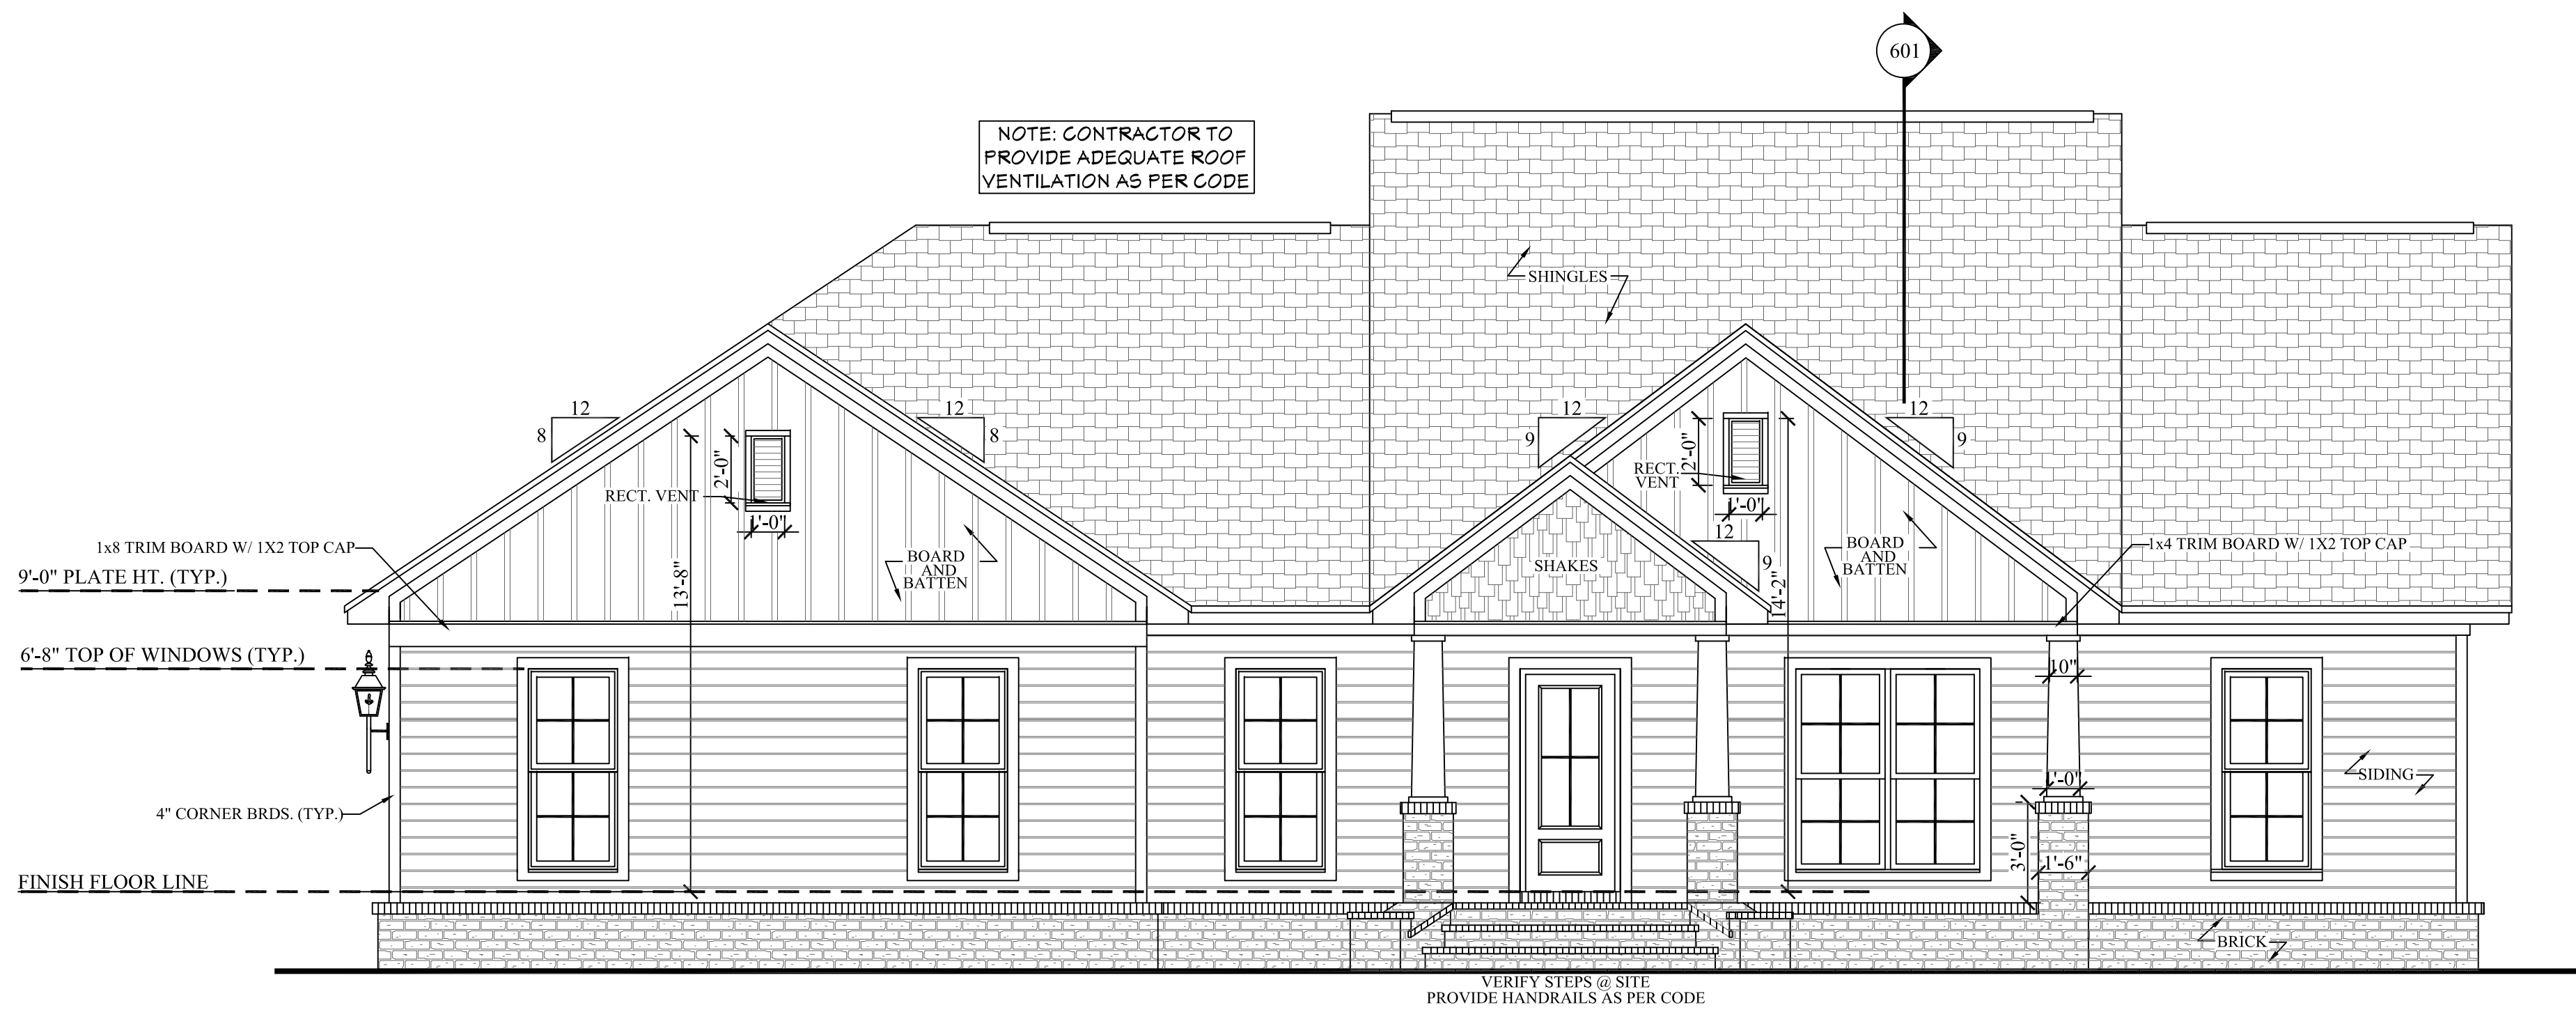 601
NOTE: CONTRACTOR TO
PROVIDE ADEQUATE ROOF
VENTILATION AS PER CODE
SHINGLES
12
8
12
8
12
9
12
9
2'-0"
RECT. VENT
1'-0"
13'-8"
BOARD
AND
BATTEN
2'-0"
RECT.
VENT
1'-0"
12
9
14'-2"
SHAKES
BOARD
AND
BATTEN
1x8 TRIM BOARD W/ 1X2 TOP CAP
1x4 TRIM BOARD W/ 1X2 TOP CAP
9'-0" PLATE HT. (TYP.)
6'-8" TOP OF WINDOWS (TYP.)
10"
1'-0"
SIDING
4" CORNER BRDS. (TYP.)
3'-0"
1'-6"
FINISH FLOOR LINE
BRICK
VERIFY STEPS @ SITE
PROVIDE HANDRAILS AS PER CODE